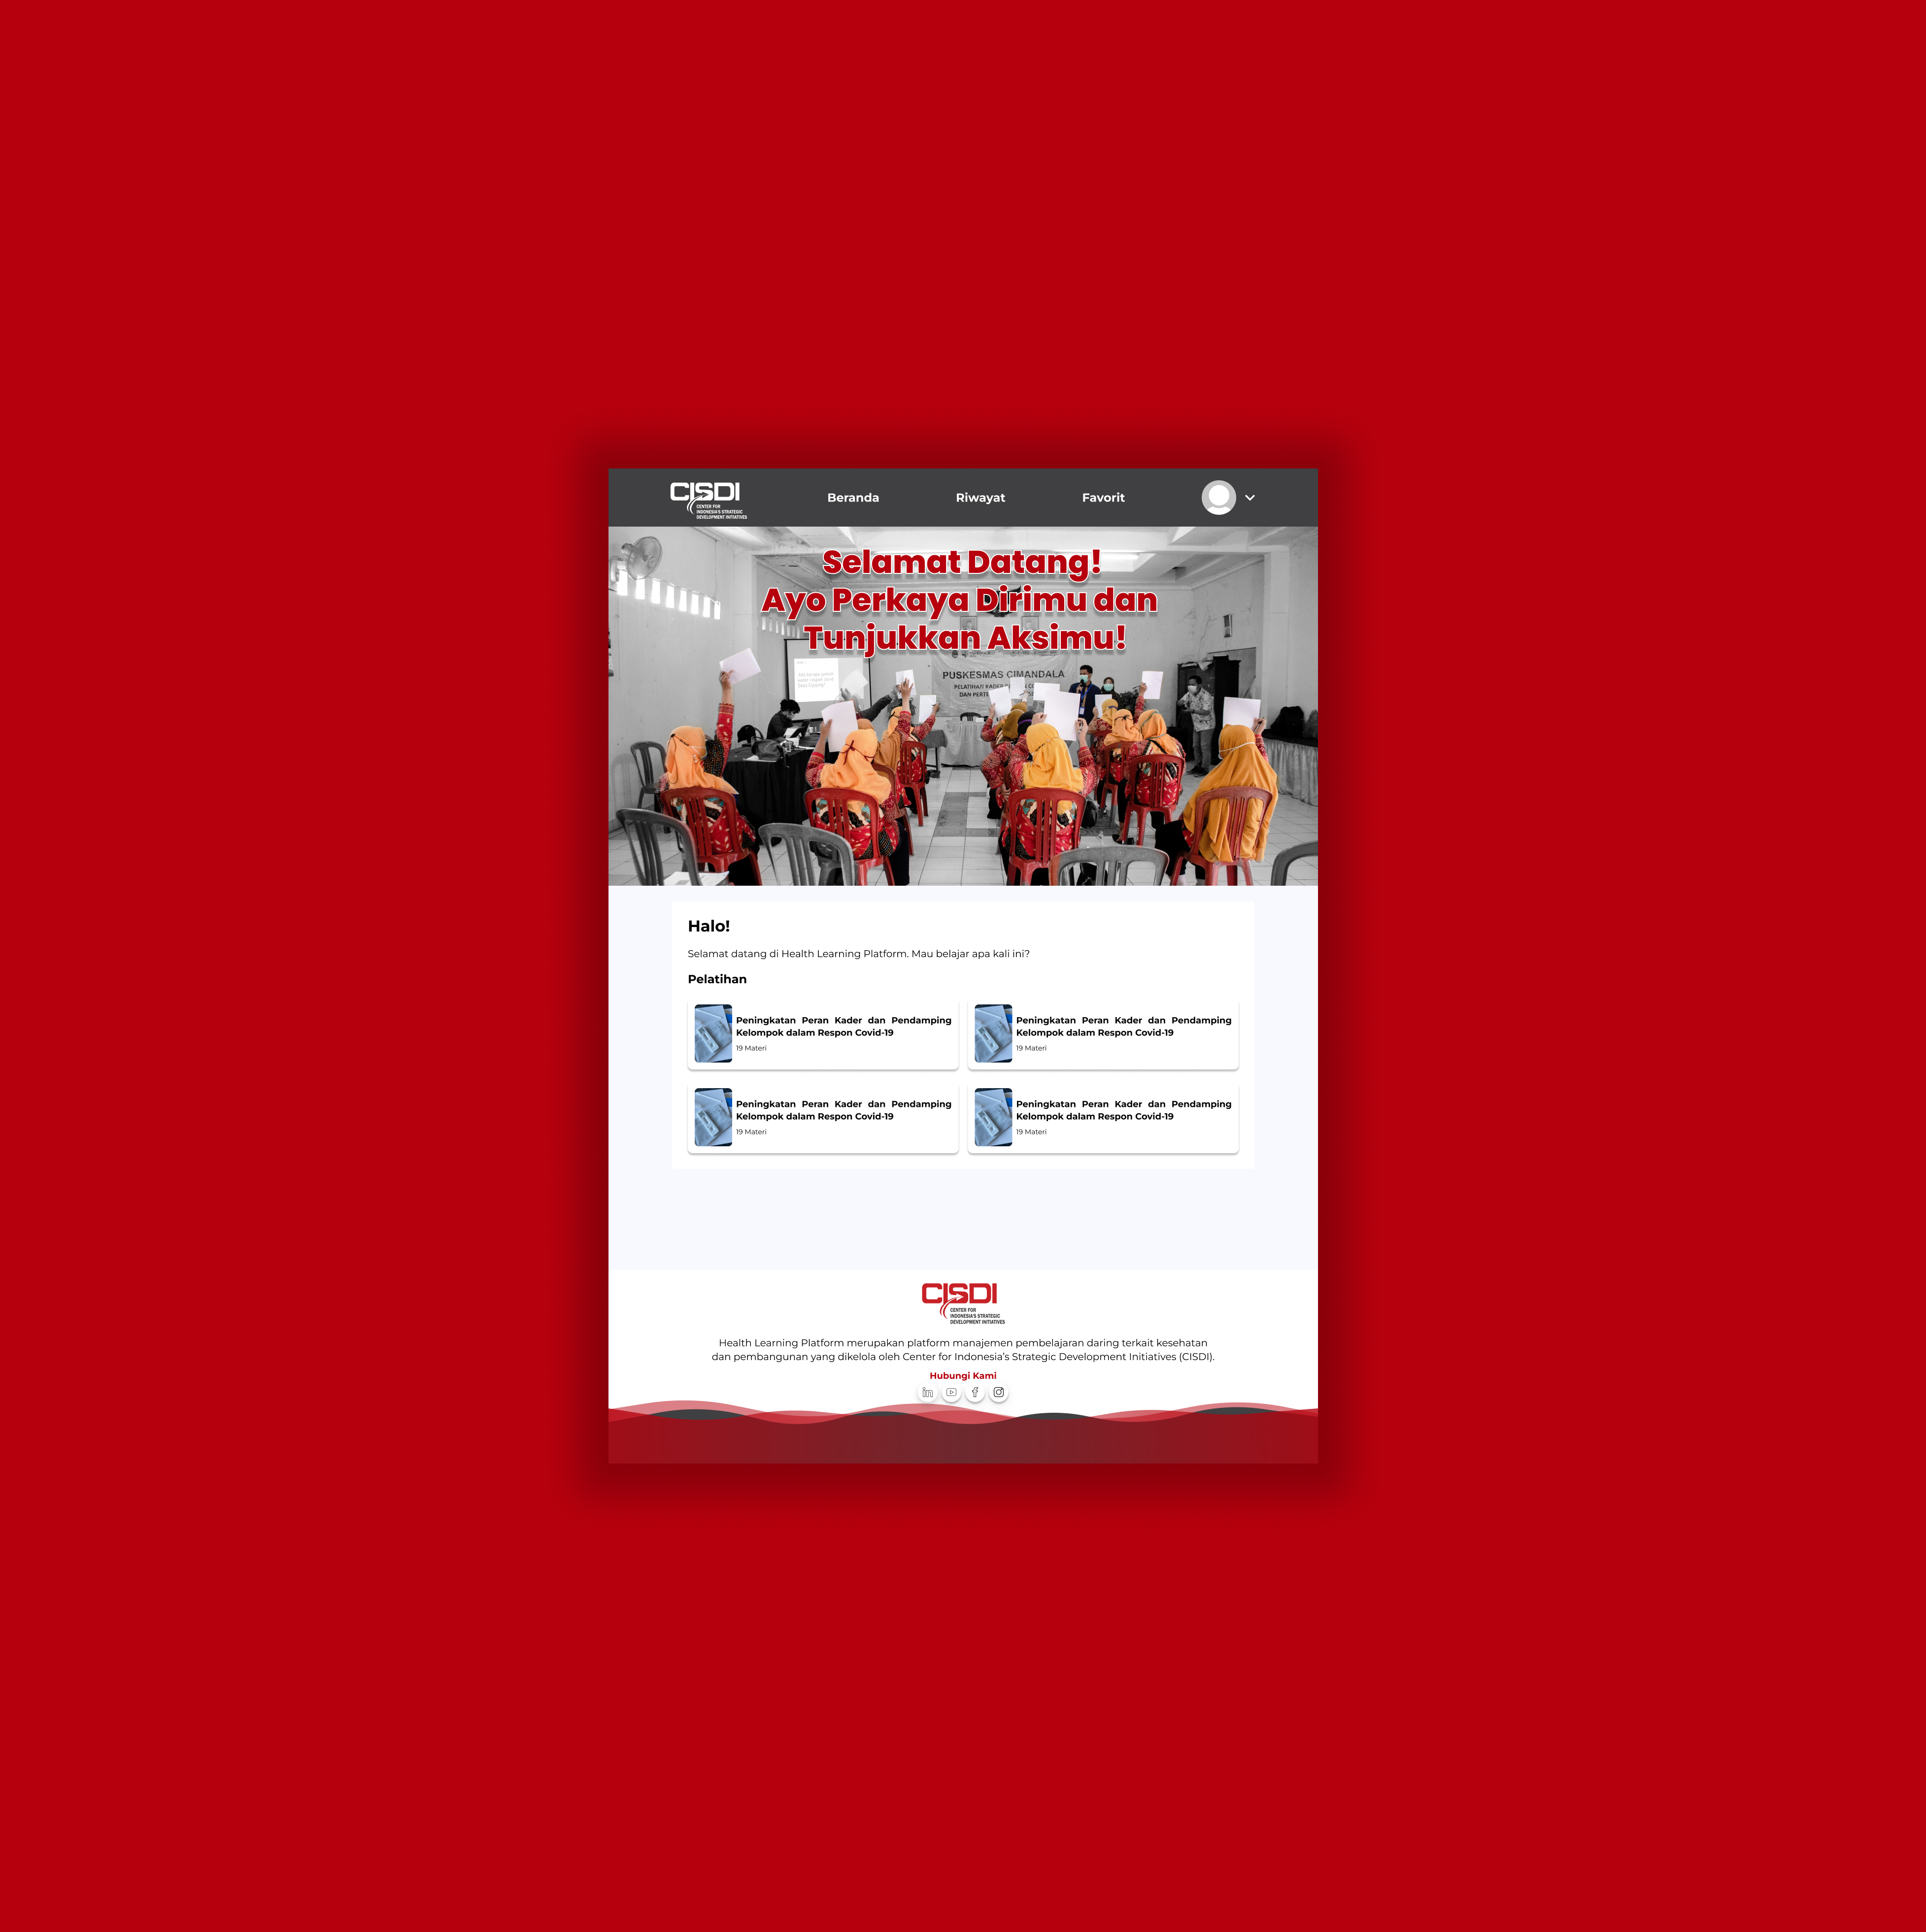 CISDI
CENTER FOR
INDONESIA'S STRATEGIC
DEVELOPMENT INITIATIVES
Beranda
Riwayat
Favorit
Selamat Datang!
Ayo Perkaya Dirimu dan
Tunjukkan Aksimu!
PUSKESMAS CIMANDALA
PELATIHAN KADER
DAN
Halo!
Selamat datang di Health Learning Platform. Mau belajar apa kali ini?
Pelatihan
Peningkatan Peran Kader dan Pendamping
Kelompok dalam Respon Covid-19
19 Materi
Peningkatan Peran Kader dan Pendamping
Kelompok dalam Respon Covid-19
19 Materi
Peningkatan Peran Kader dan Pendamping
Kelompok dalam Respon Covid-19
19 Materi
Peningkatan Peran Kader dan Pendamping
Kelompok dalam Respon Covid-19
19 Materi
CISDI
CENTER FOR
INDONESIA'S STRATEGIC
DEVELOPMENT INITIATIVES
Health Learning Platform merupakan platform manajemen pembelajaran daring terkait kesehatan
dan pembangunan yang dikelola oleh Center for Indonesia’s Strategic Development Initiatives (CISDI).
Hubungi Kami